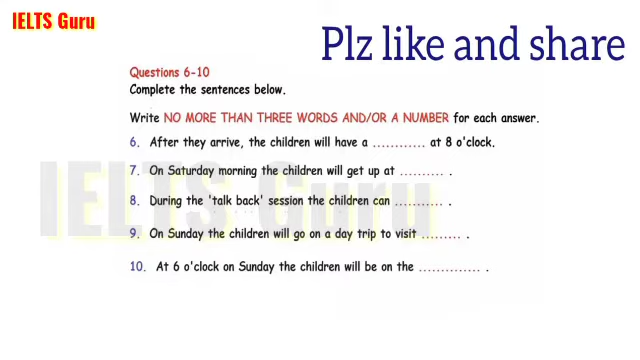 IELTS Guru
Plz like and share
Questions 6-10
Complete the sentences below.
Write NO MORE THAN THREE WORDS AND/OR A NUMBER for each answer.
6. After they arrive, the children will have a ............ at 8 o'clock.
7. On Saturday morning the children will get up at .......... .
8. During the 'talk back' session the children can ........... .
9. On Sunday the children will go on a day trip to visit ......... .
10. At 6 o'clock on Sunday the children will be on the .............. .
IELTS Guru